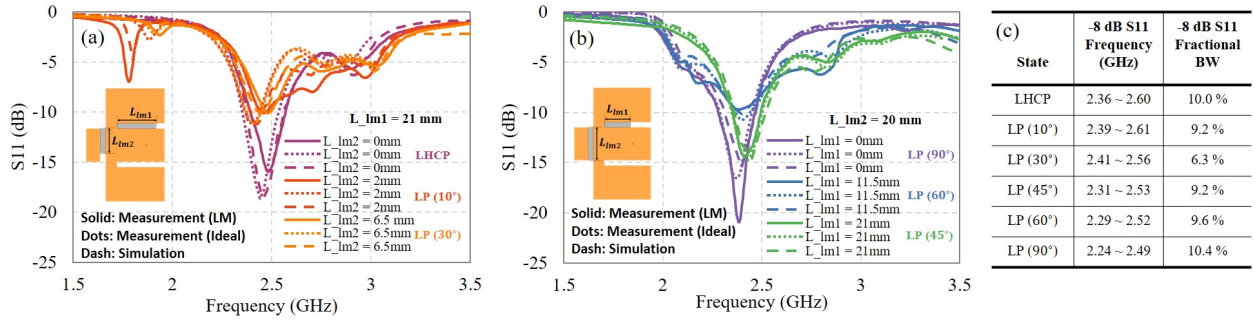 (a)
S11 (dB)
0
-5
-10
-15
-20
-25
L_lm1 = 21 mm
L_lm1
L_lm2
L_lm2 = 0mm
L_lm2 = 0mm LHCP
L_lm2 = 0mm
L_lm2 = 2mm
L_lm2 = 2mm LP (10°)
L_lm2 = 2mm
L_lm2 = 6.5 mm
L_lm2 = 6.5mm LP (30°)
L_lm2 = 6.5mm
Solid: Measurement (LM)
Dots: Measurement (Ideal)
Dash: Simulation
1.5 2 2.5 3 3.5
Frequency (GHz)
(b)
S11 (dB)
0
-5
-10
-15
-20
-25
L_lm2 = 20 mm
L_lm1
L_lm2
L_lm1 = 0mm
L_lm1 = 0mm LP (90°)
L_lm1 = 0mm
L_lm1 = 11.5mm
L_lm1 = 11.5mm LP (60°)
L_lm1 = 11.5mm
L_lm1 = 21mm
L_lm1 = 21mm LP (45°)
L_lm1 = 21mm
Solid: Measurement (LM)
Dots: Measurement (Ideal)
Dash: Simulation
1.5 2 2.5 3 3.5
Frequency (GHz)
(c)
State -8 dB S11 Frequency (GHz) -8 dB S11 Fractional BW
LHCP 2.36 ~ 2.60 10.0 %
LP (10°) 2.39 ~ 2.61 9.2 %
LP (30°) 2.41 ~ 2.56 6.3 %
LP (45°) 2.31 ~ 2.53 9.2 %
LP (60°) 2.29 ~ 2.52 9.6 %
LP (90°) 2.24 ~ 2.49 10.4 %